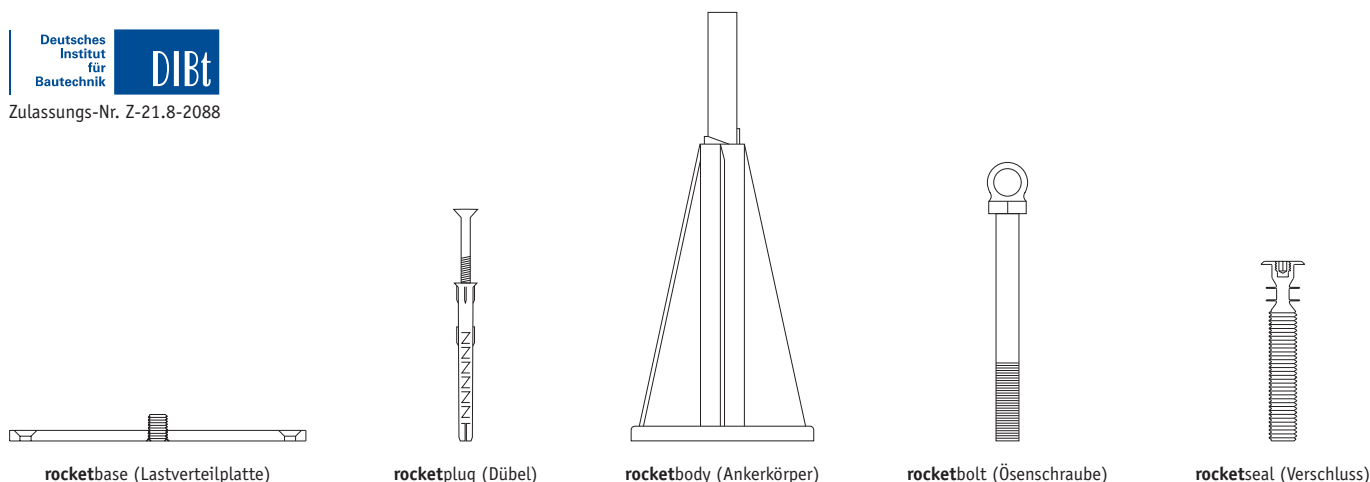 Deutsches
Institut
für
Bautechnik
DIBt
Zulassungs-Nr. Z-21.8-2088
rocketbase (Lastverteilplatte)
rocketplug (Dübel)
rocketbody (Ankerkörper)
rocketbolt (Ösenschraube)
rocketseal (Verschluss)